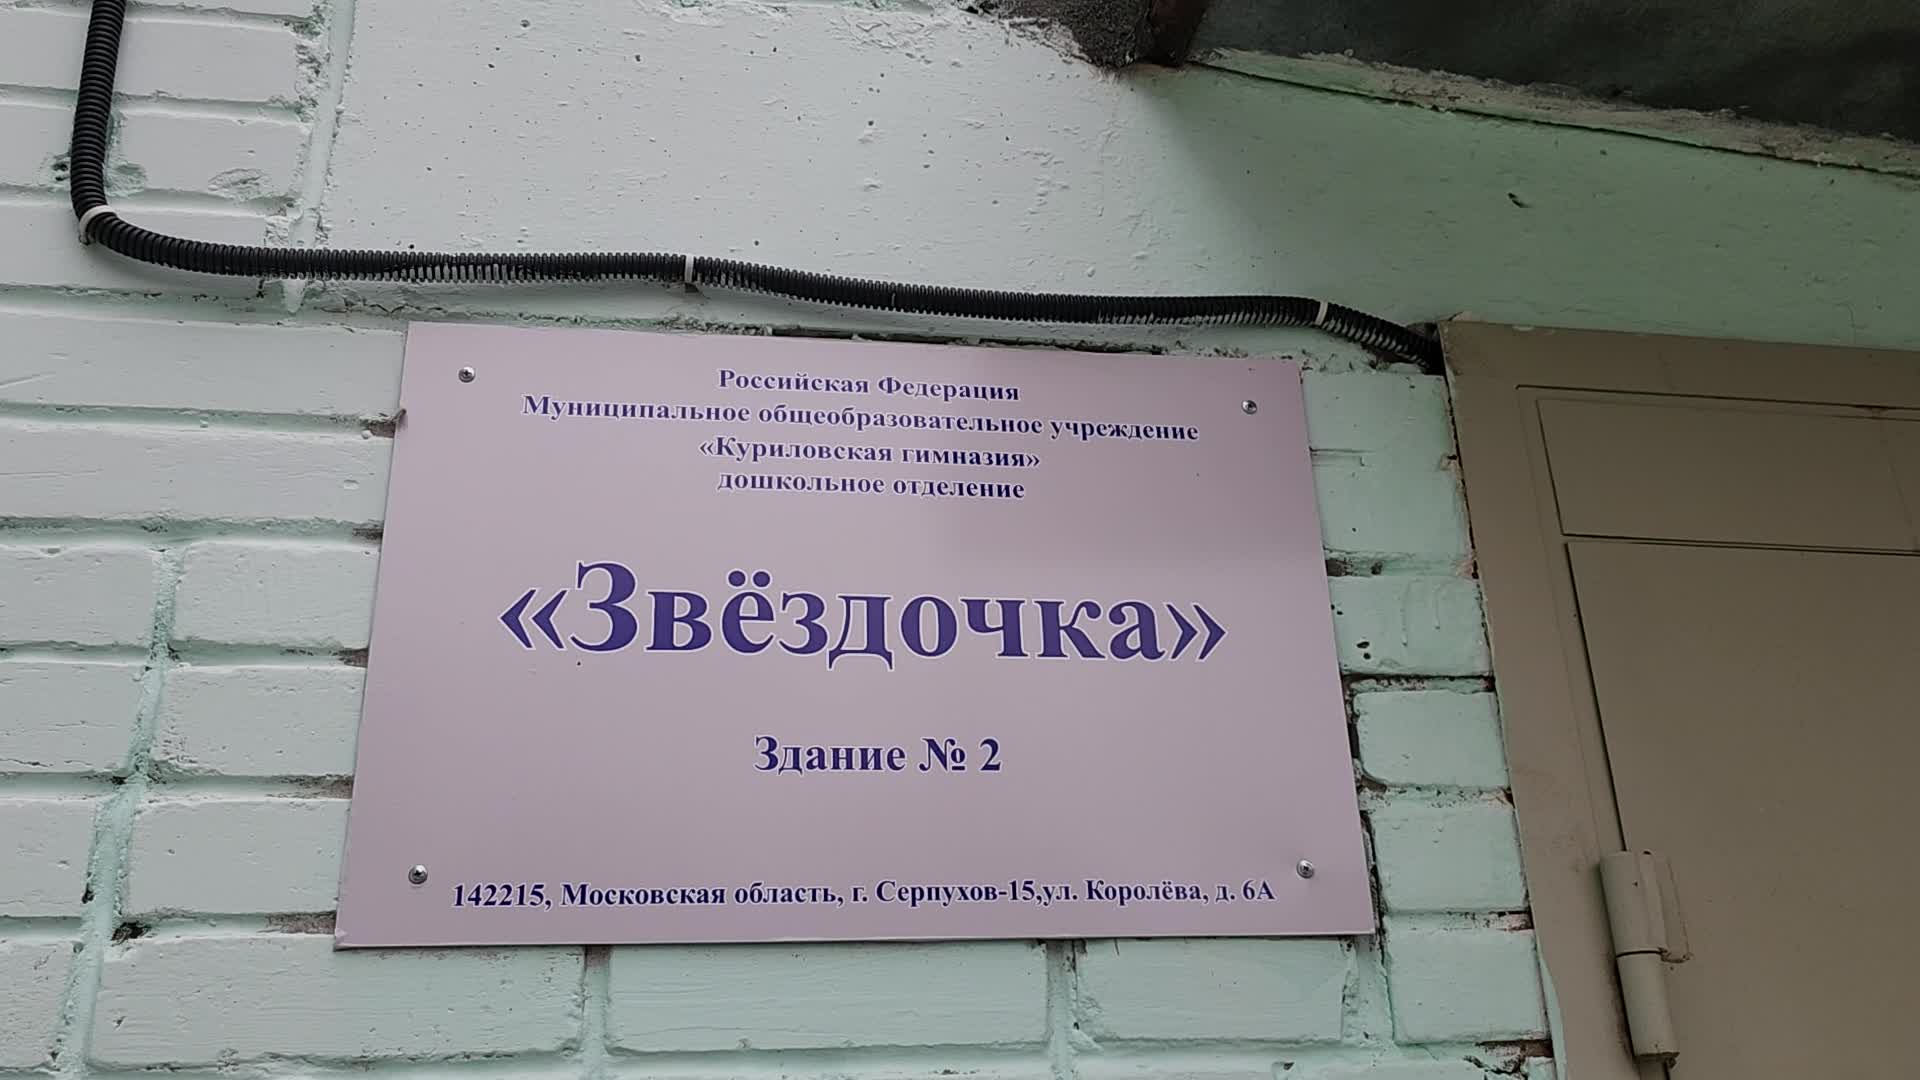 Российская Федерация
Муниципальное общеобразовательное учреждение
«Куриловская гимназия»
дошкольное отделение
«Звёздочка»
Здание № 2
142215, Московская область, г. Серпухов-15,ул. Королёва, д. 6А